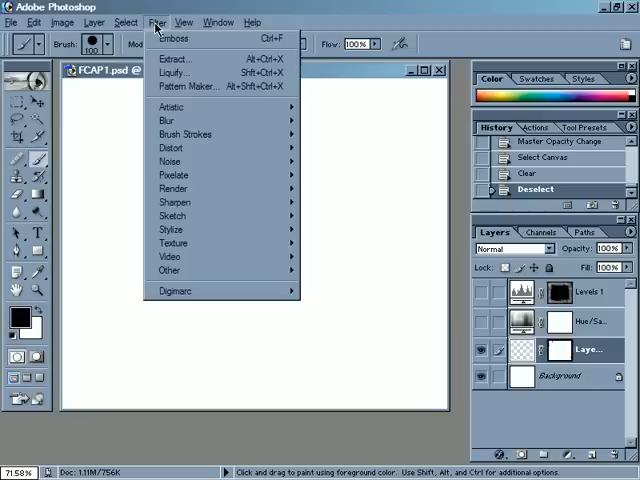 Adobe Photoshop
File Edit Image Layer Select Filter View Window Help
Brush: 100 Flow: 100%
FCAP1.psd @
Emboss Ctrl+F
Extract... Alt+Ctrl+X
Liquify... Shft+Ctrl+X
Pattern Maker... Alt+Shft+Ctrl+X
Artistic
Blur
Brush Strokes
Distort
Noise
Pixelate
Render
Sharpen
Sketch
Stylize
Texture
Video
Other
Digimarc
Color Swatches Styles
History Actions Tool Presets
Master Opacity Change
Select Canvas
Clear
Deselect
Layers Channels Paths
Normal Opacity: 100%
Lock: Fill: 100%
Levels 1
Hue/Sa...
Laye...
Background
71.58% Doc: 1.11M/756K Click and drag to paint using foreground color. Use Shift, Alt, and Ctrl for additional options.